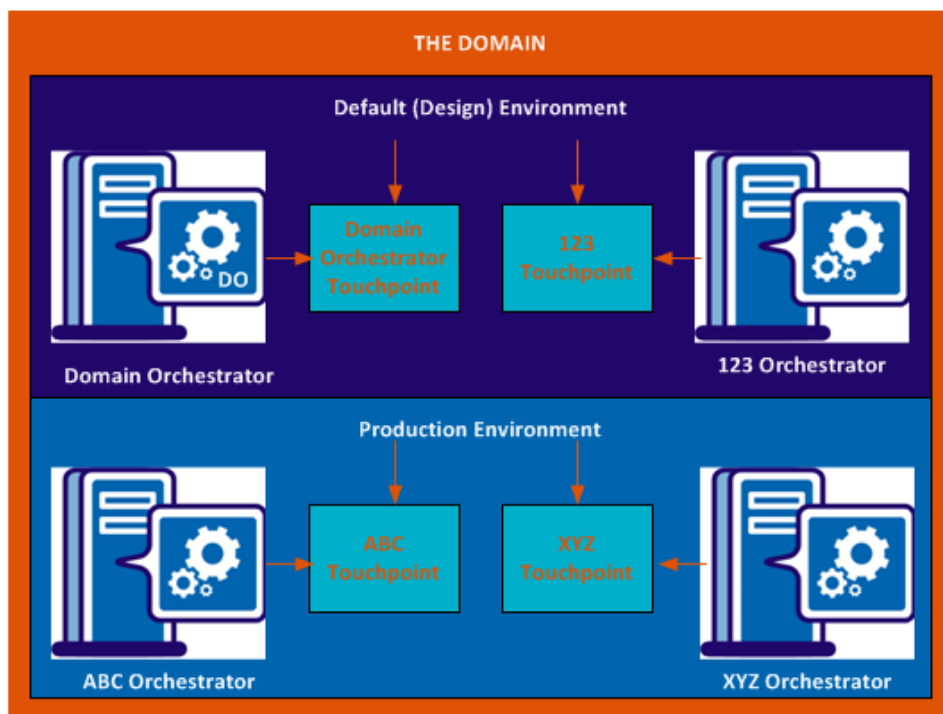 THE DOMAIN
Default (Design) Environment
Domain
Orchestrator
Touchpoint
123
Touchpoint
DO
Domain Orchestrator
123 Orchestrator
Production Environment
ABC
Touchpoint
XYZ
Touchpoint
ABC Orchestrator
XYZ Orchestrator